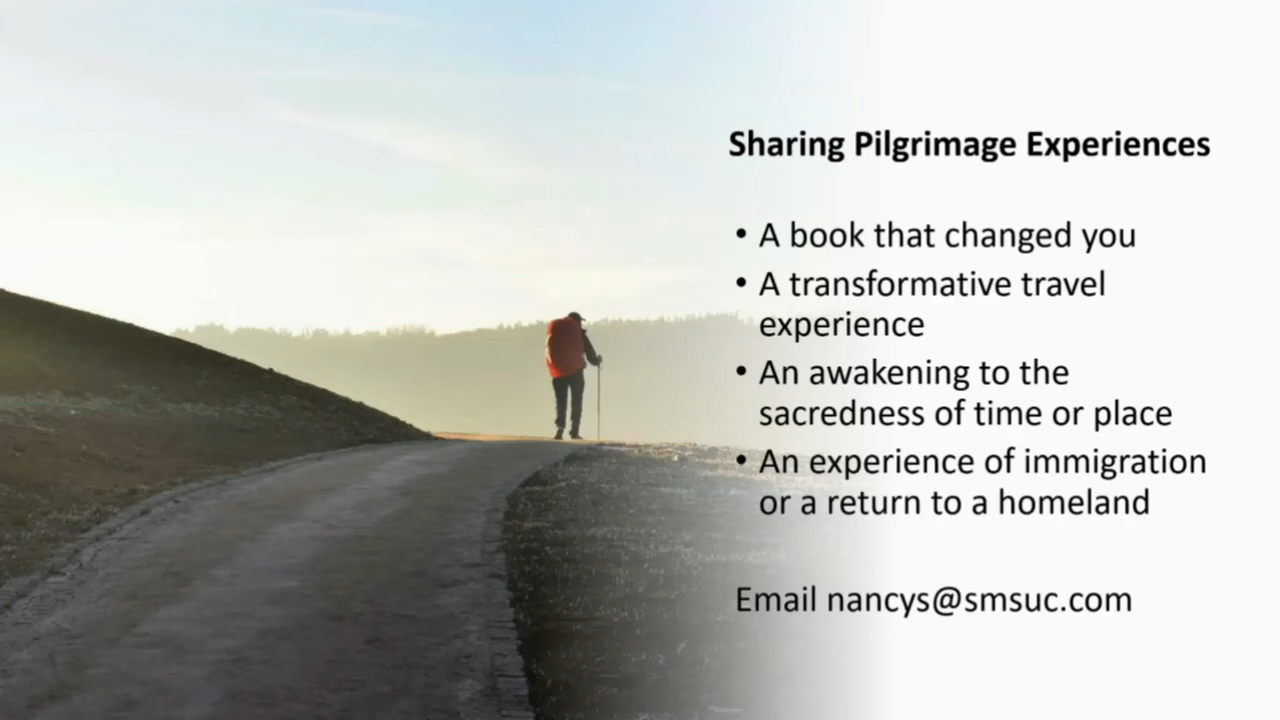 Sharing Pilgrimage Experiences
• A book that changed you
• A transformative travel
experience
• An awakening to the
sacredness of time or place
• An experience of immigration
or a return to a homeland
Email nancys@smsuc.com